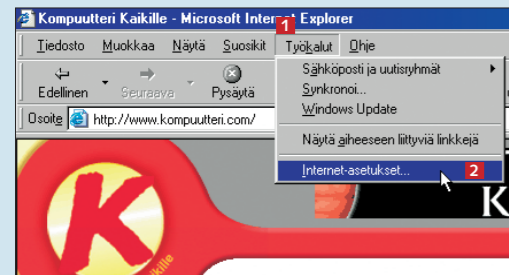 Kompuutteri Kaikille - Microsoft Internet Explorer
1
Tiedosto Muokkaa Näytä Suosikit Työkalut Ohje
Edellinen Seuraava Pysäytä
Osoite http://www.kompuutteri.com/
Sähköposti ja uutisryhmät
Synkronoi...
Windows Update
Näytä aiheeseen liittyviä linkkejä
Internet-asetukset... 2
K
K
kille